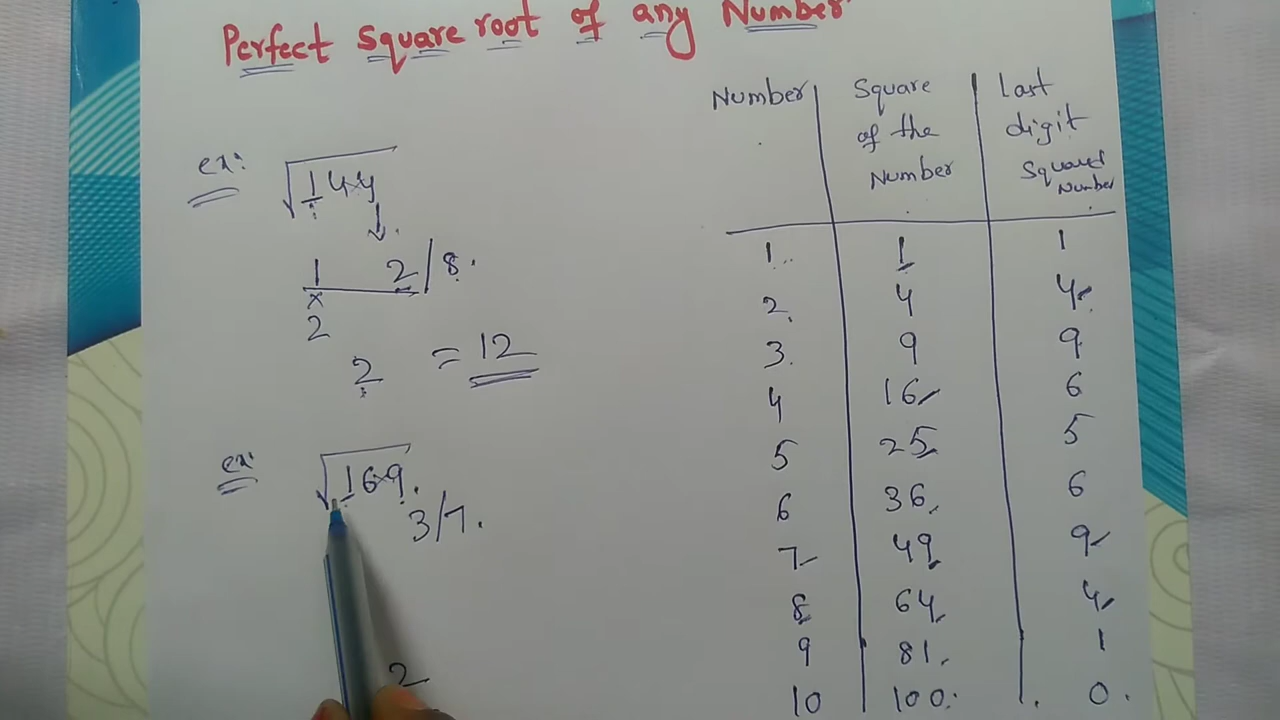 Perfect Square root of any Number
ex:
√144
1 2/8.
×
2
2 = 12
ex:
√169.
3/7.
2
Number | Square of the Number | Last digit Squared Number
1. 1 1
2. 4 4
3. 9 9
4 16 6
5 25 5
6 36. 6
7 49 9
8 64 4
9 81. 1
10 100. 0.